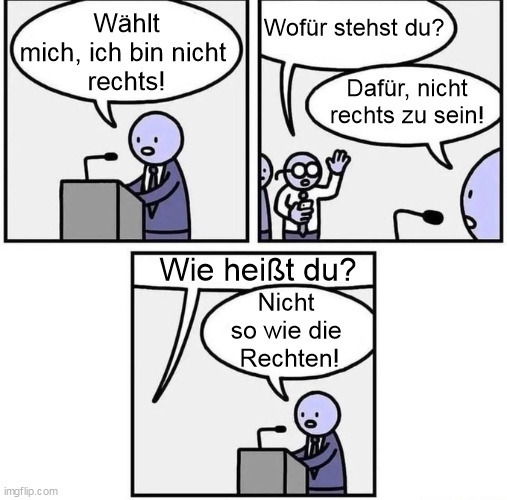 Wählt
mich, ich bin nicht
rechts!
Wofür stehst du?
Dafür, nicht
rechts zu sein!
Wie heißt du?
Nicht
so wie die
Rechten!
imgflip.com